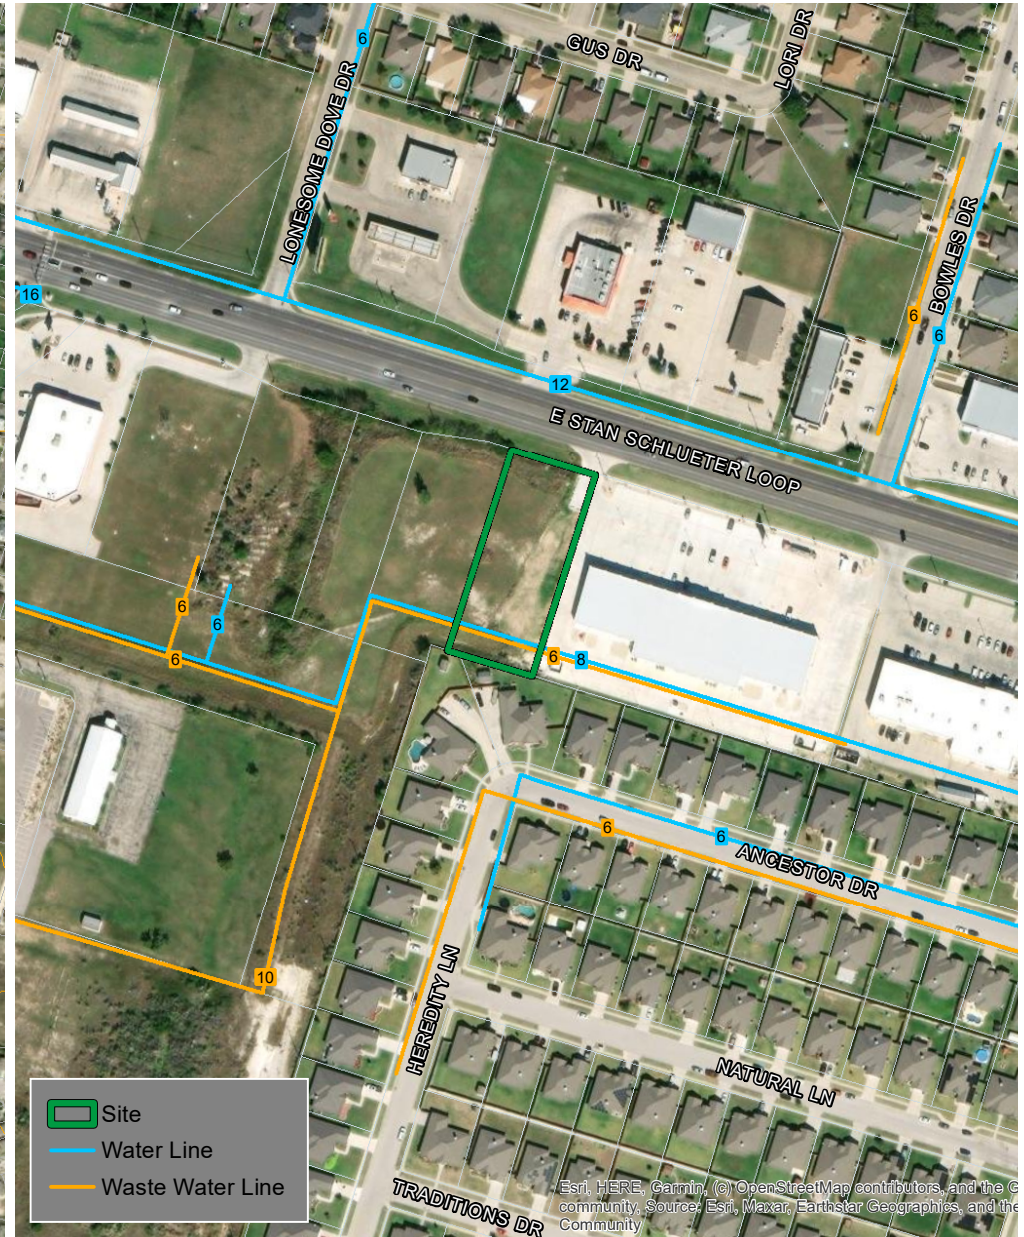 6
GUS DR
LORI DR
LONESOME DOVE DR
BOWLES DR
16
6
6
12
E STAN SCHLUETER LOOP
6
6
6
6
8
6
6
ANCESTOR DR
10
HEREDITY LN
NATURAL LN
TRADITIONS DR
Site
Water Line
Waste Water Line
Esri, HERE, Garmin, (c) OpenStreetMap contributors, and the G
community, Source: Esri, Maxar, Earthstar Geographics, and the
Community